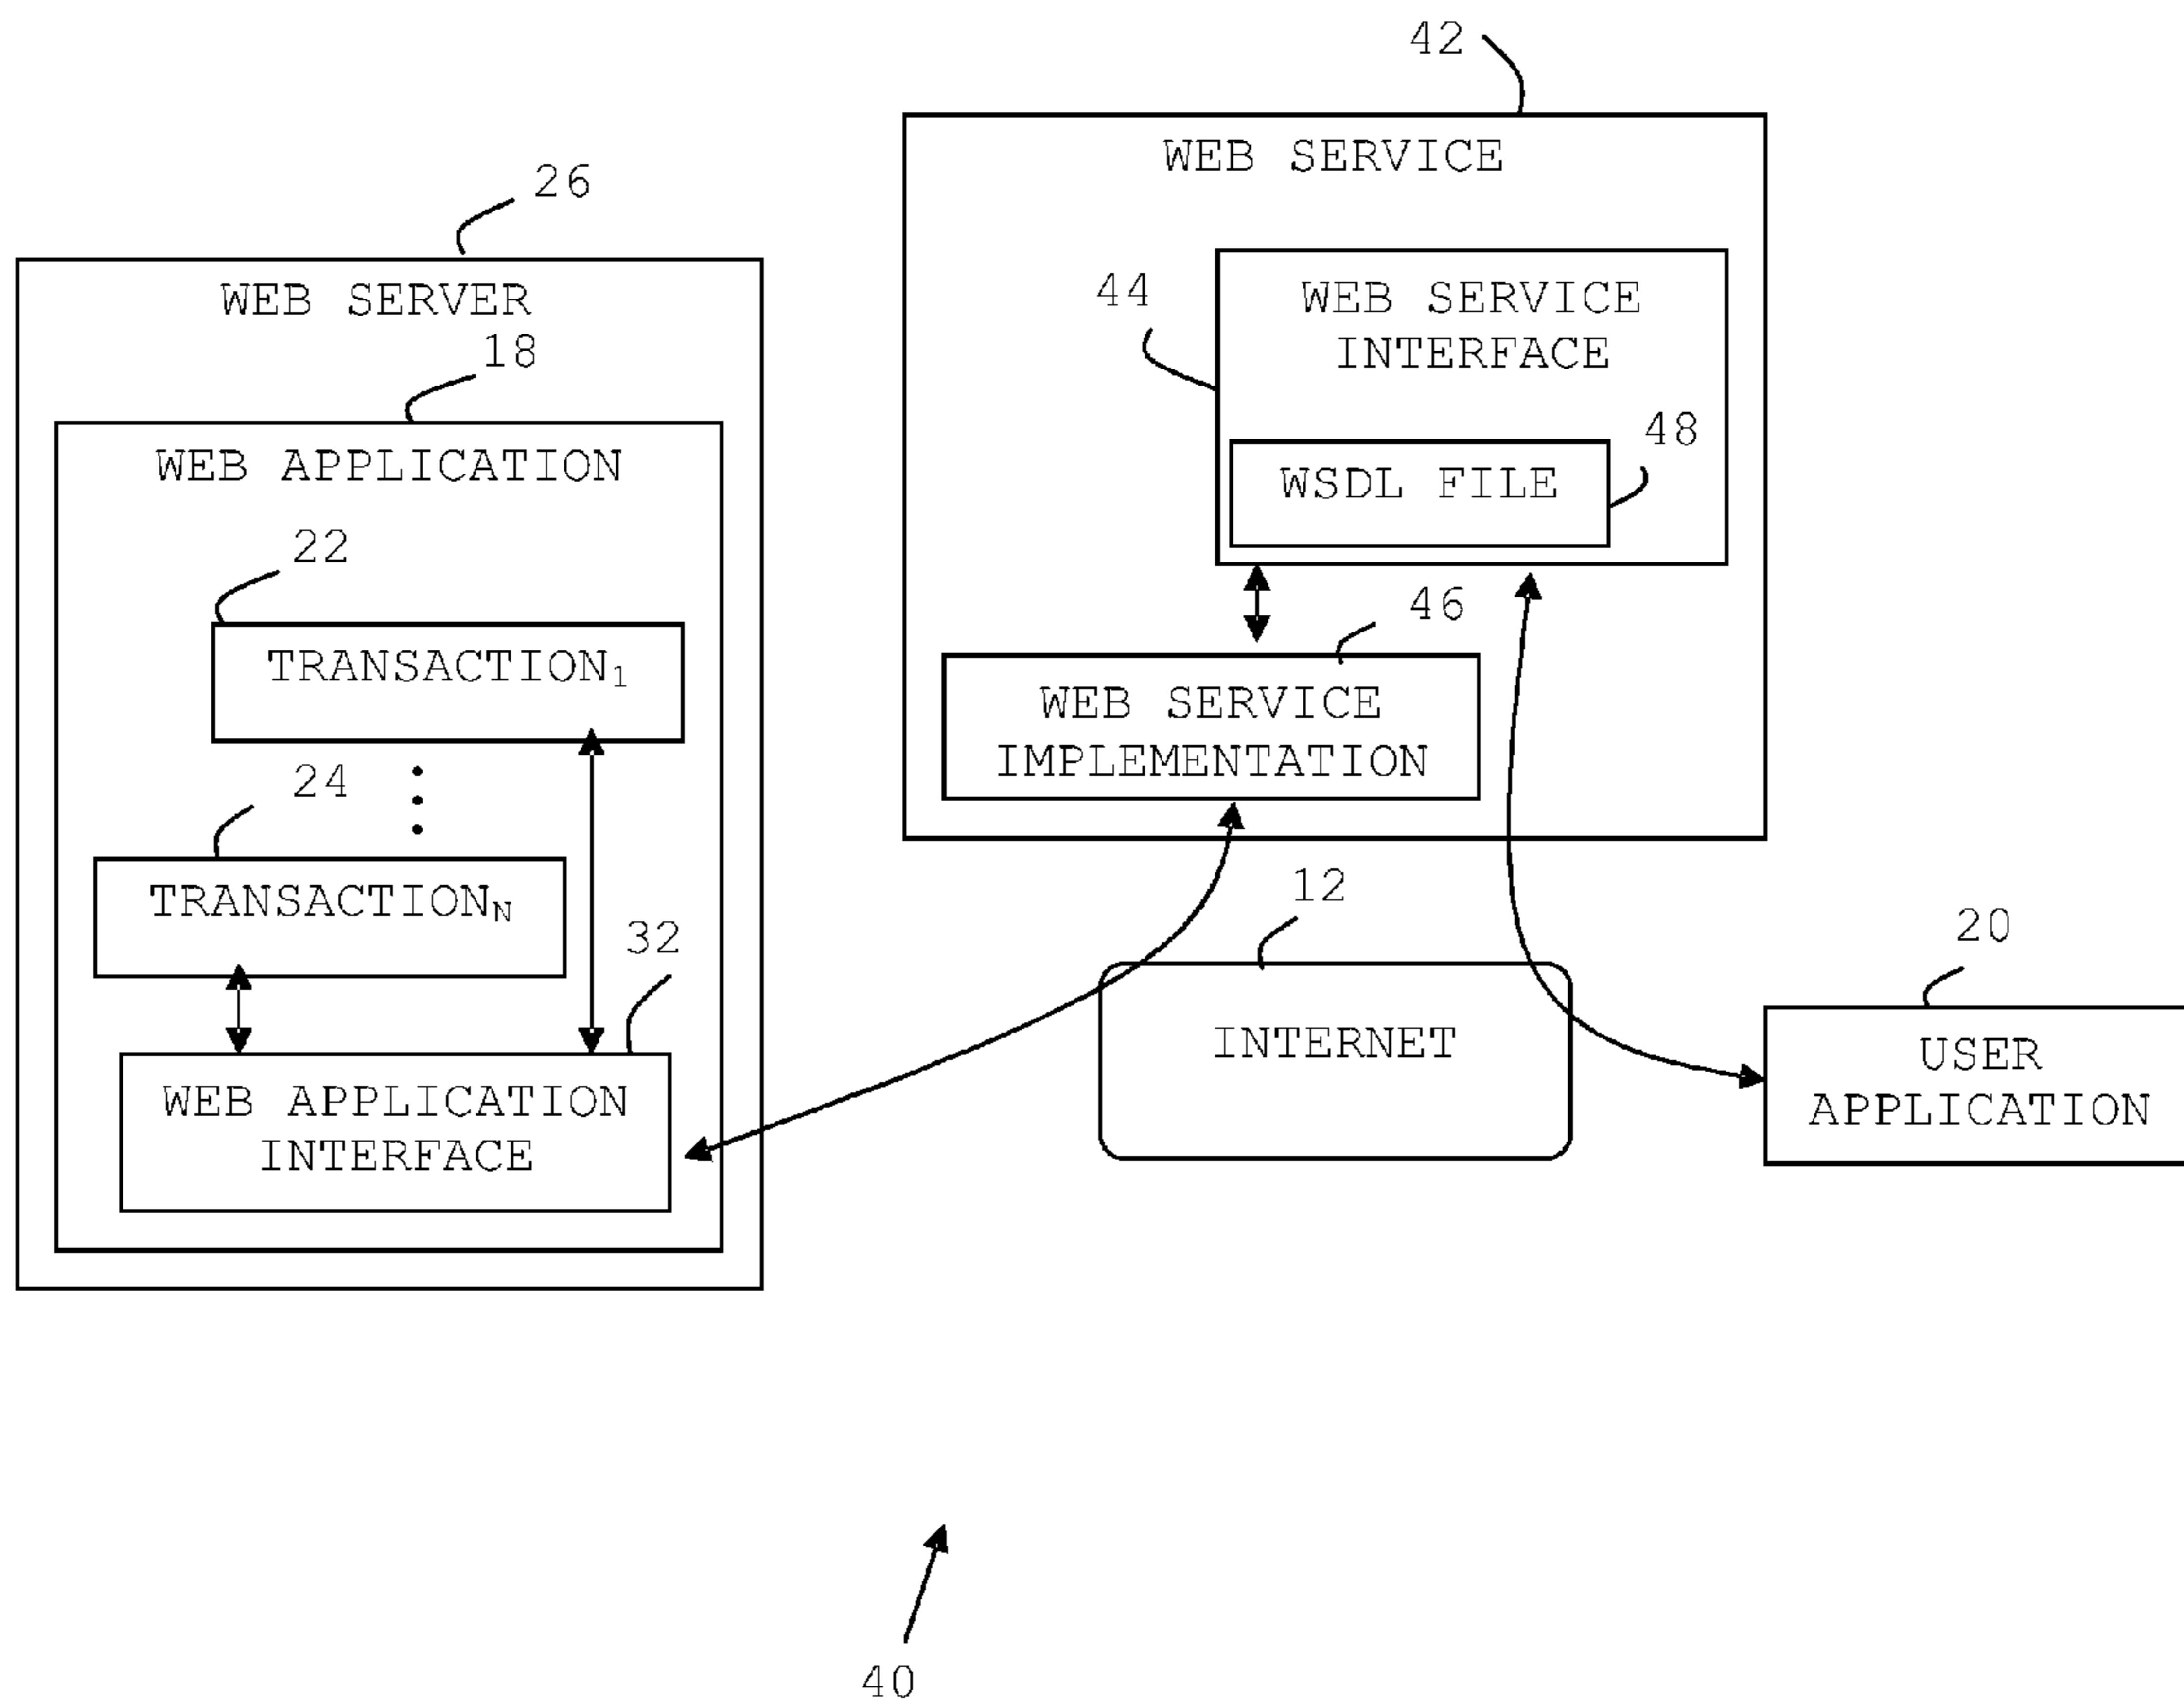 42
WEB SERVICE
26
WEB SERVER
44
WEB SERVICE
INTERFACE
18
48
WEB APPLICATION
WSDL FILE
22
46
TRANSACTION₁
WEB SERVICE
IMPLEMENTATION
24
12
TRANSACTIONN
32
20
INTERNET
USER
APPLICATION
WEB APPLICATION
INTERFACE
40